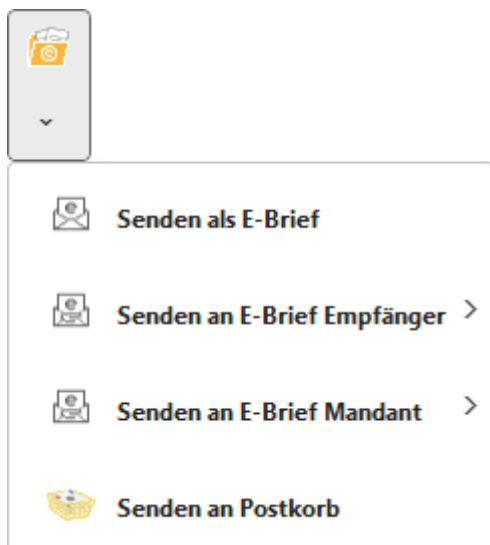 Senden als E-Brief
Senden an E-Brief Empfänger
Senden an E-Brief Mandant
Senden an Postkorb